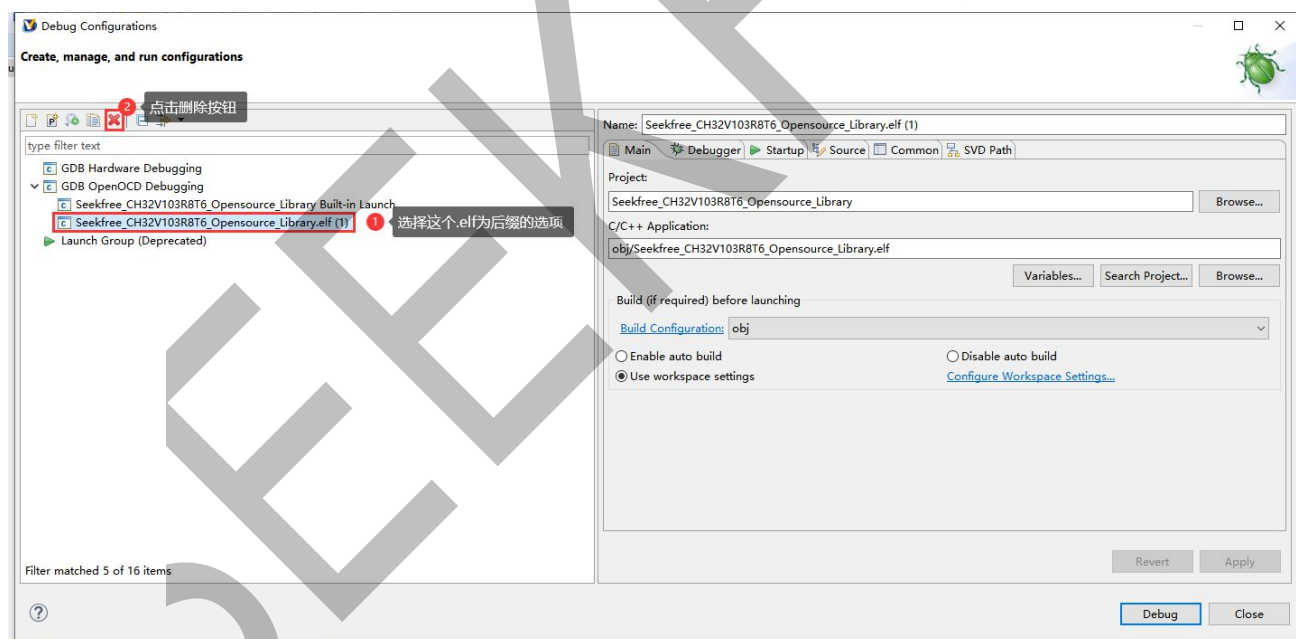 Debug Configurations
Create, manage, and run configurations
2 点击删除按钮
type filter text
GDB Hardware Debugging
GDB OpenOCD Debugging
Seekfree_CH32V103R8T6_Opensource_Library Built-in Launch
Seekfree_CH32V103R8T6_Opensource_Library.elf (1)
1 选择这个.elf为后缀的选项
Launch Group (Deprecated)
Filter matched 5 of 16 items
Name: Seekfree_CH32V103R8T6_Opensource_Library.elf (1)
Main Debugger Startup Source Common SVD Path
Project:
Seekfree_CH32V103R8T6_Opensource_Library Browse...
C/C++ Application:
obj/Seekfree_CH32V103R8T6_Opensource_Library.elf
Variables... Search Project... Browse...
Build (if required) before launching
Build Configuration: obj
Enable auto build Disable auto build
Use workspace settings Configure Workspace Settings...
Revert Apply
Debug Close